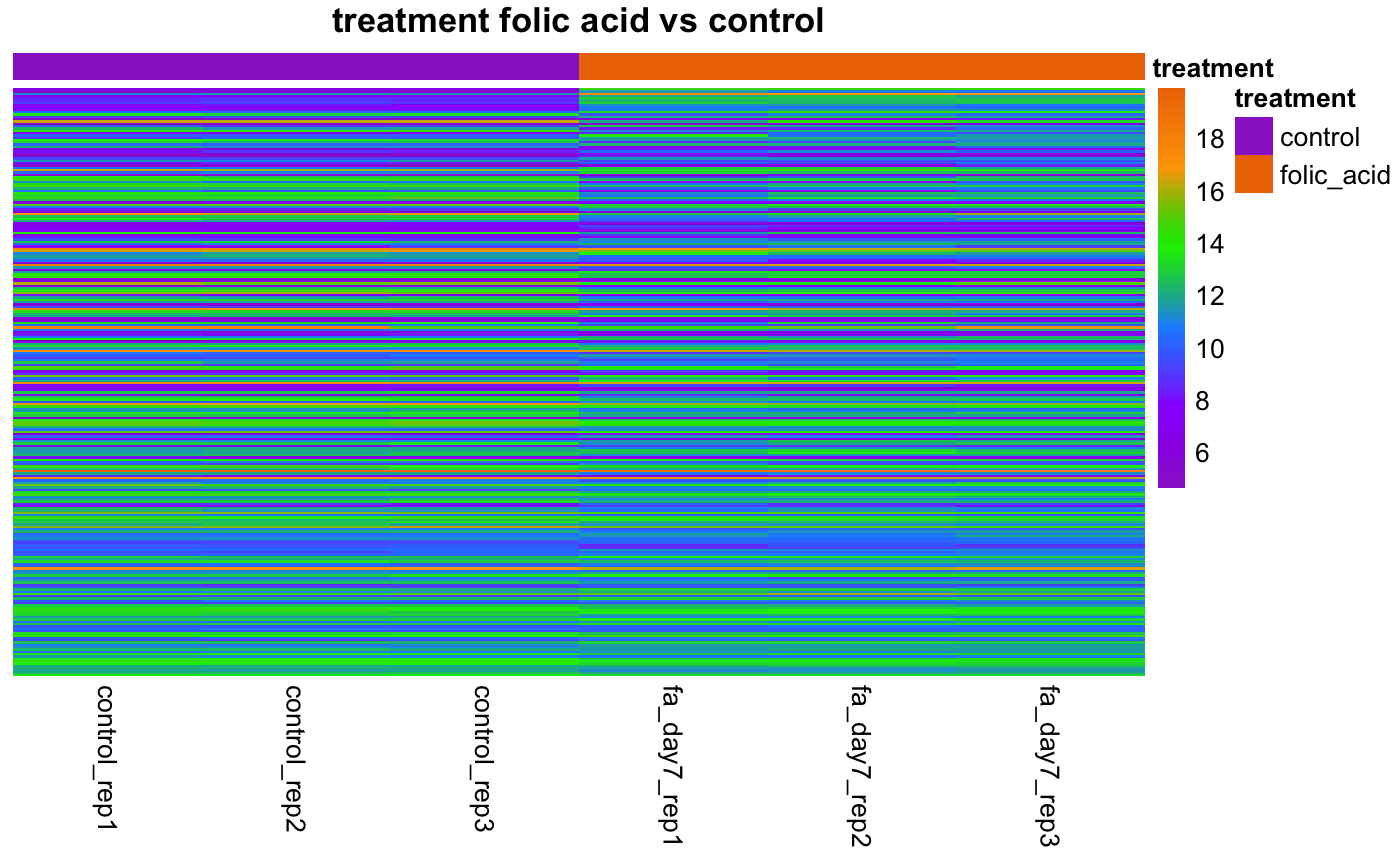 treatment folic acid vs control
treatment
treatment
control
folic_acid
18
16
14
12
10
8
6
control_rep1
control_rep2
control_rep3
fa_day7_rep1
fa_day7_rep2
fa_day7_rep3